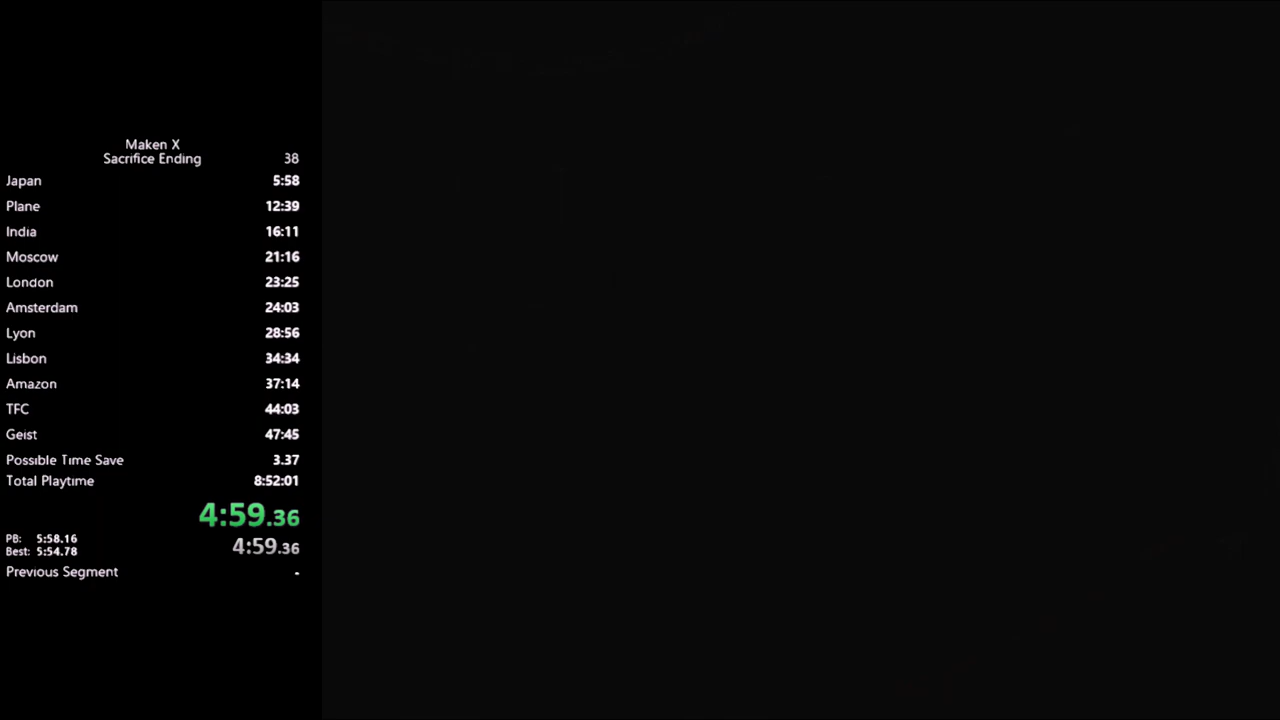 Maken X
Sacrifice Ending 38
Japan 5:58
Plane 12:39
India 16:11
Moscow 21:16
London 23:25
Amsterdam 24:03
Lyon 28:56
Lisbon 34:34
Amazon 37:14
TFC 44:03
Geist 47:45
Possible Time Save 3.37
Total Playtime 8:52:01
4:59.36
PB: 5:58.16
Best: 5:54.78
4:59.36
Previous Segment -